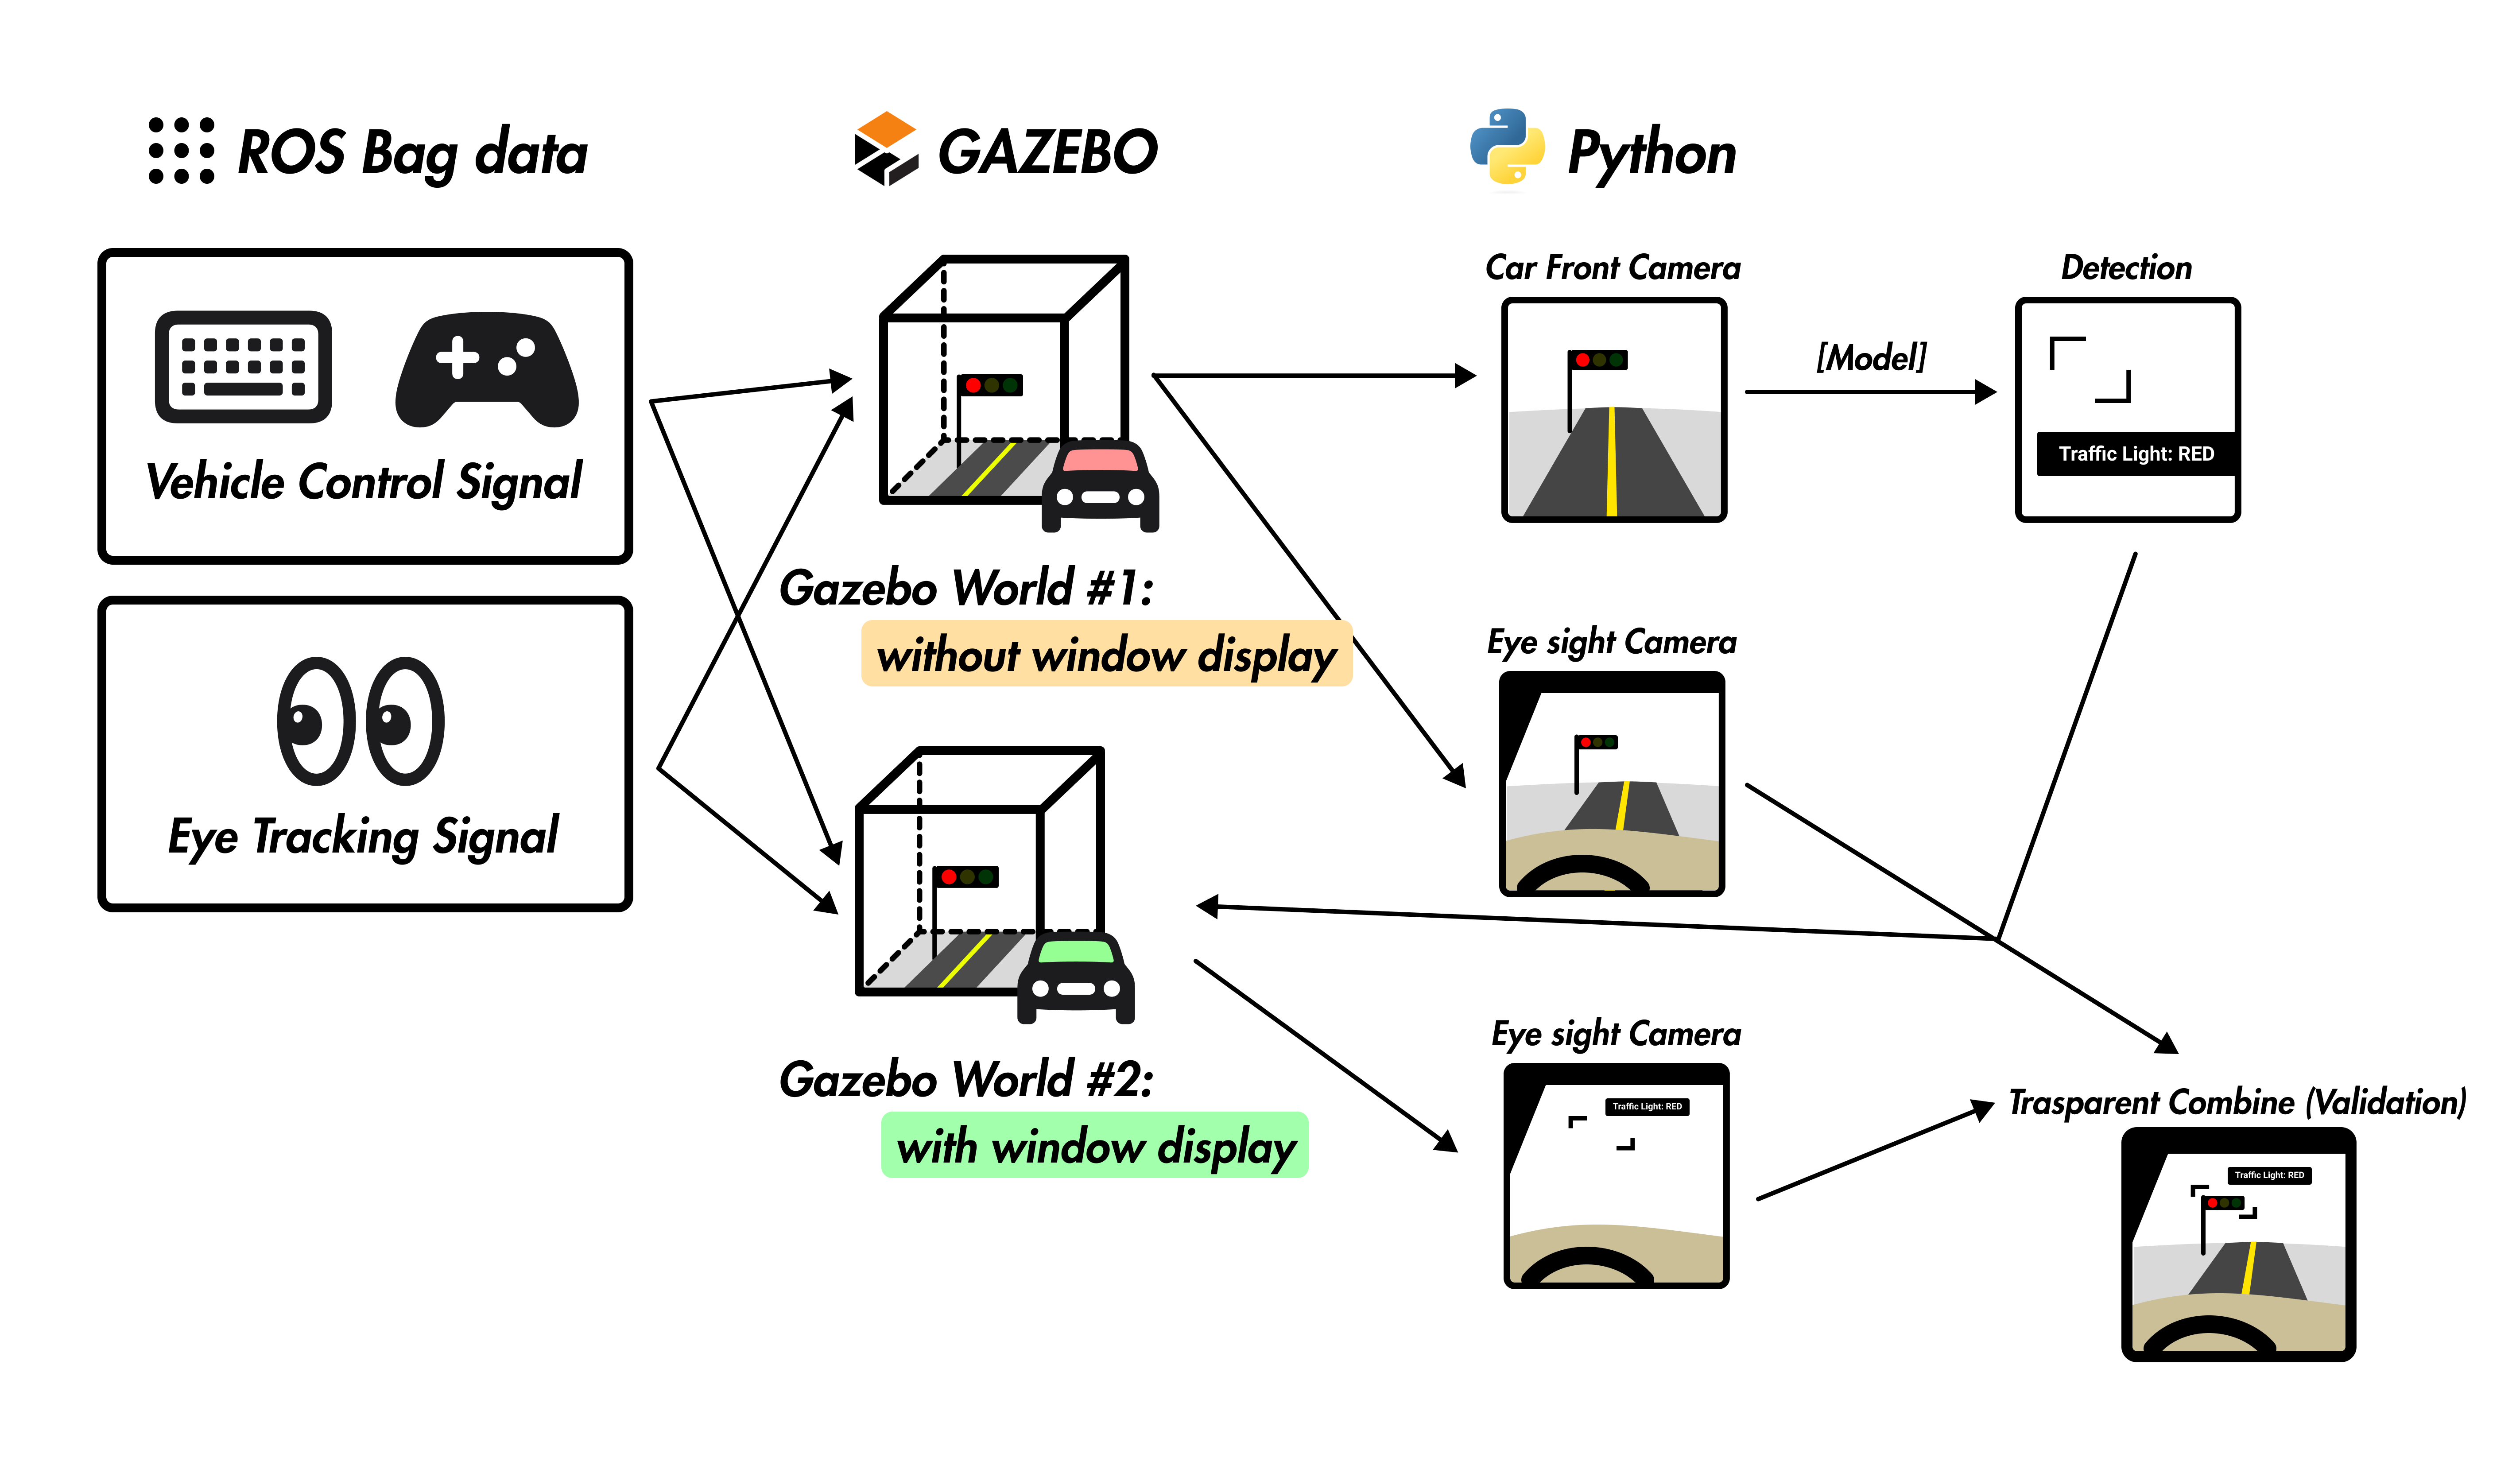 ROS Bag data
GAZEBO
Python
Vehicle Control Signal
Eye Tracking Signal
Gazebo World #1:
without window display
Gazebo World #2:
with window display
Car Front Camera
[Model]
Detection
Traffic Light: RED
Eye sight Camera
Eye sight Camera
Traffic Light: RED
Trasparent Combine (Validation)
Traffic Light: RED